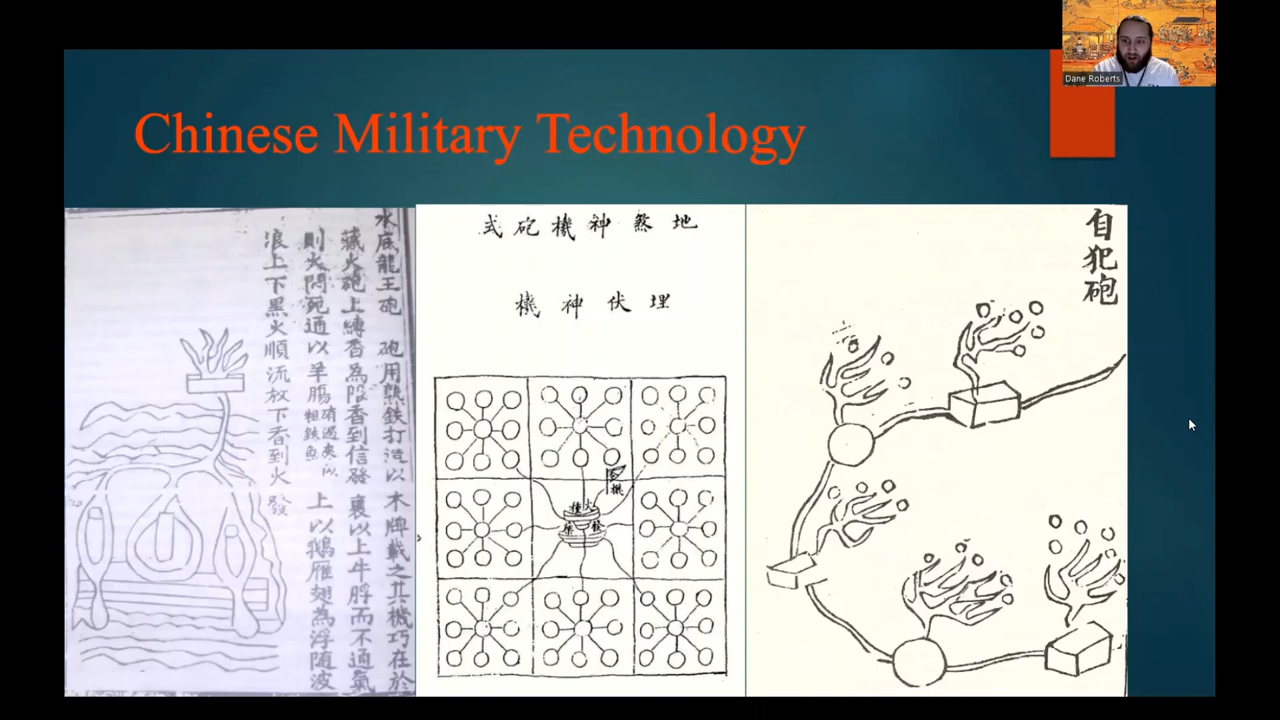 Dane Roberts
Chinese Military Technology
水底龍王砲 砲用熟鉄打造以木牌載之其機巧在於
藏火砲上縛香為限香到信發裹以上牛脬而不通氣
則火悶死通以羊腸上以鵝雁翅為浮隨波
浪上下黑火順流放下香到火發
地煞神機砲式
埋伏神機
自犯砲